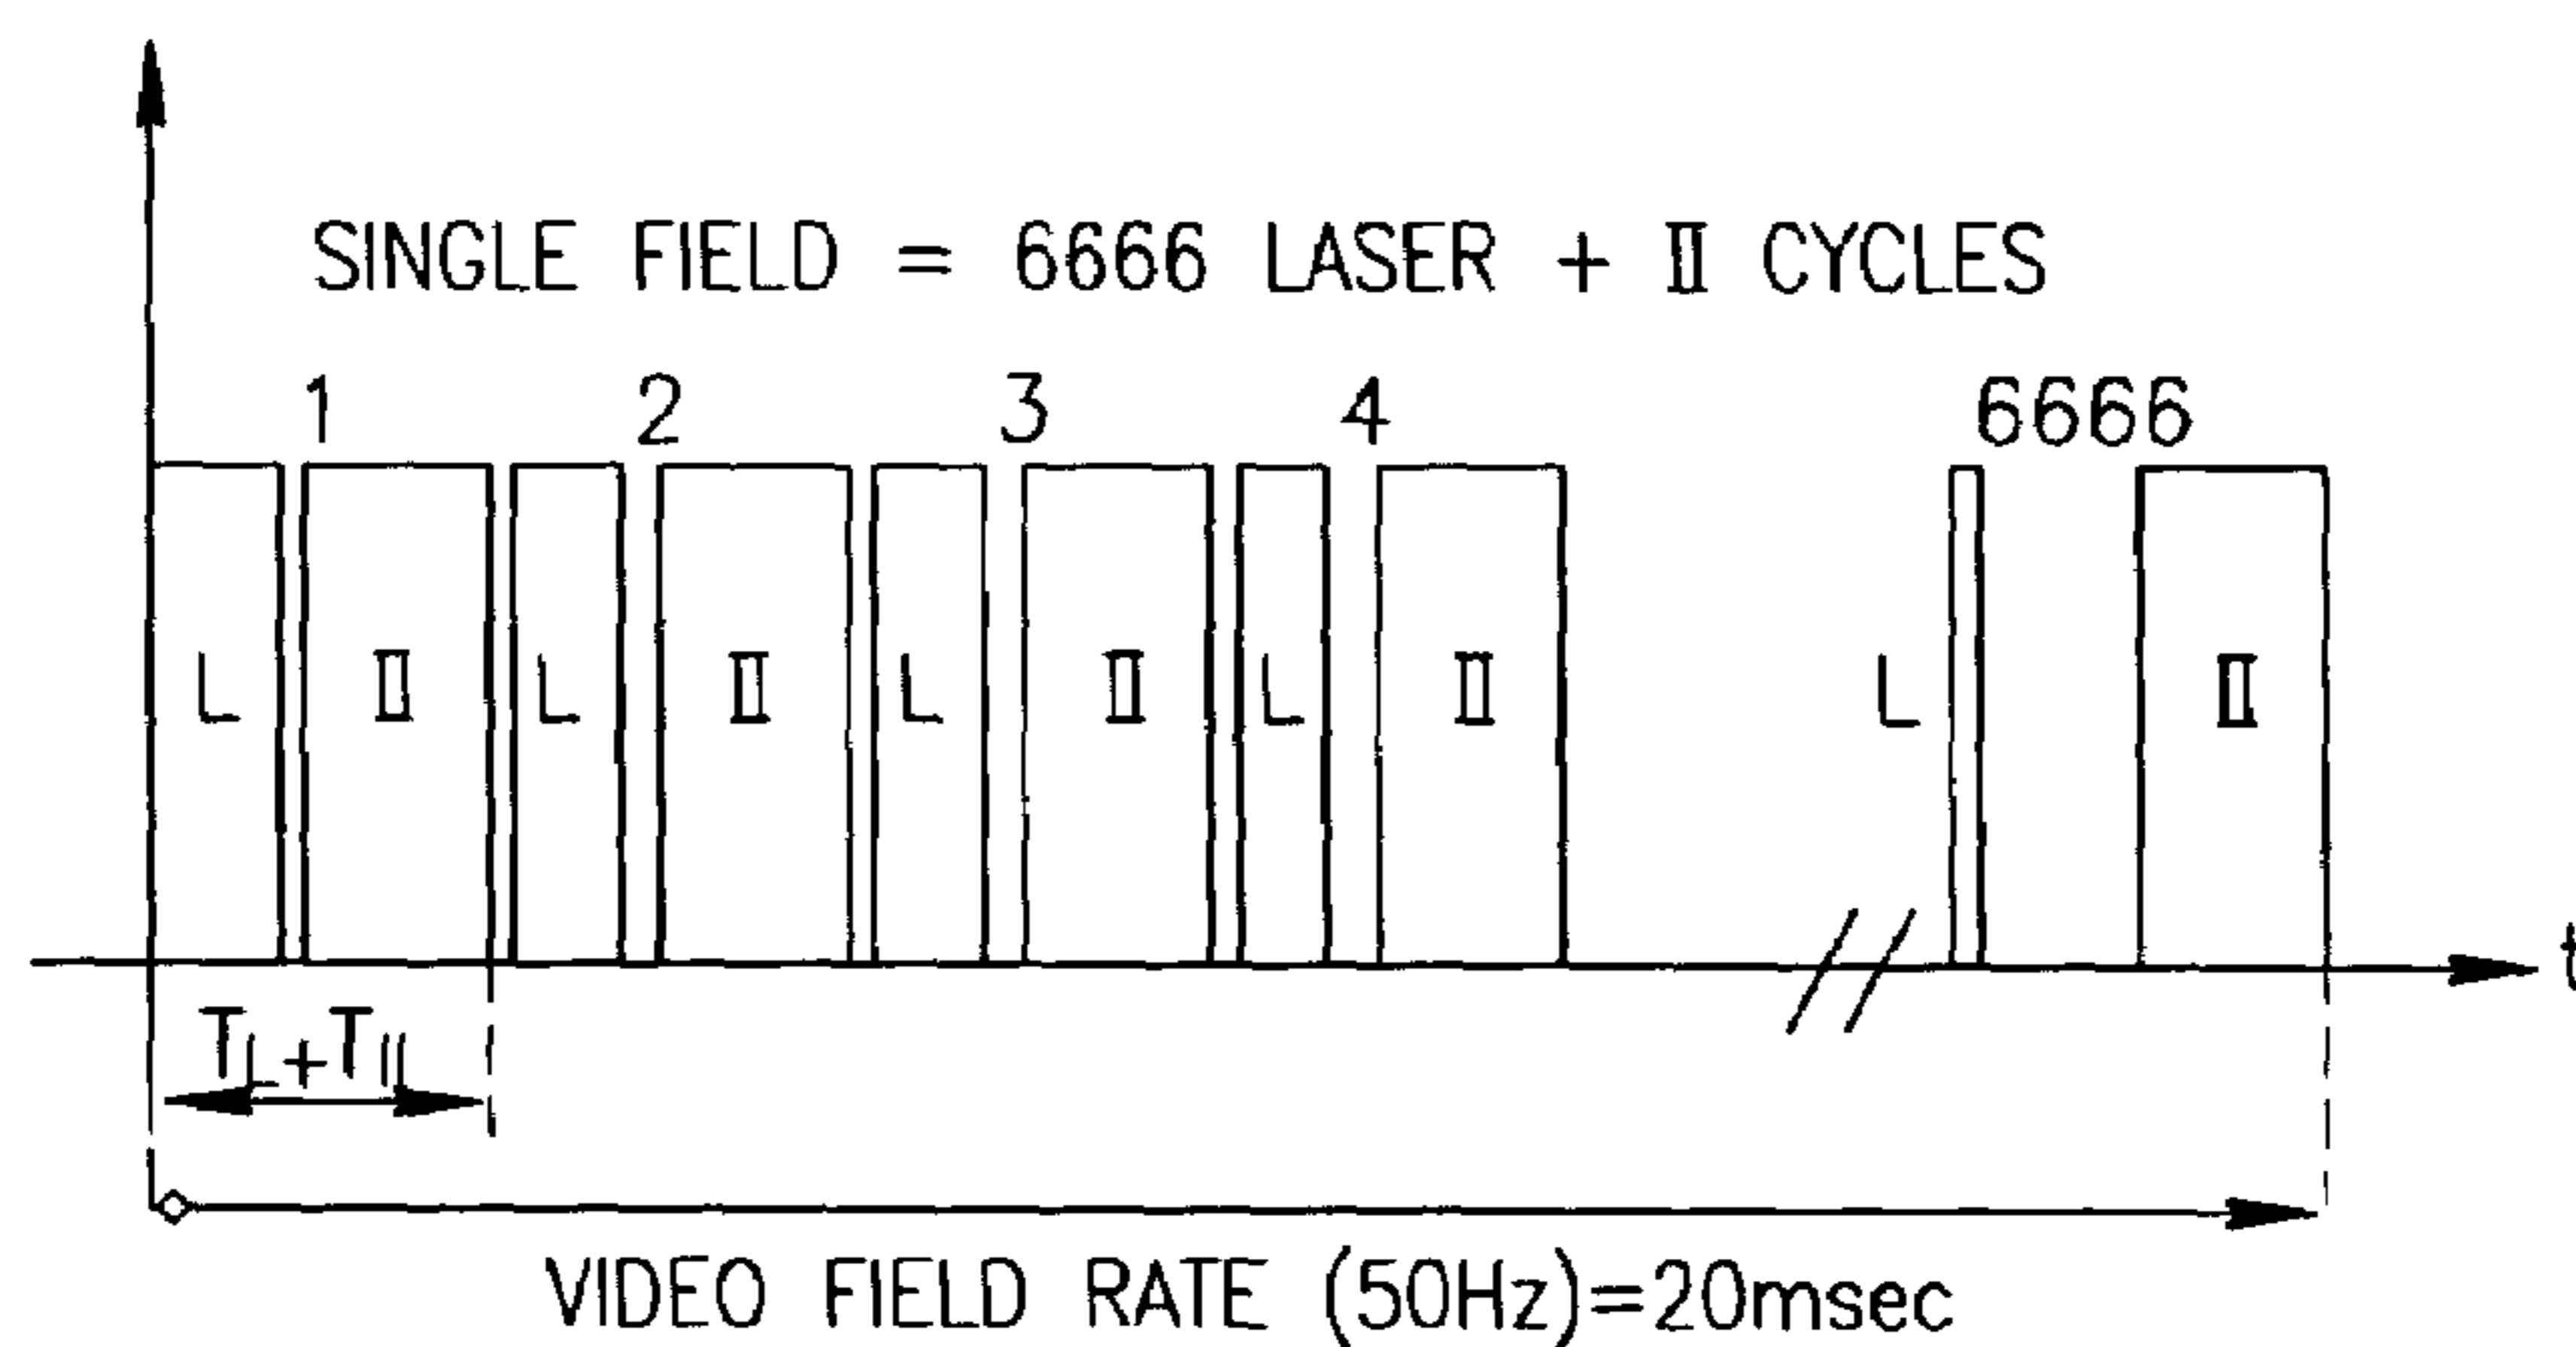 SINGLE FIELD = 6666 LASER + II CYCLES
1 2 3 4 6666
L II L II L II L II L II
t
TL+TII
VIDEO FIELD RATE (50Hz)=20msec